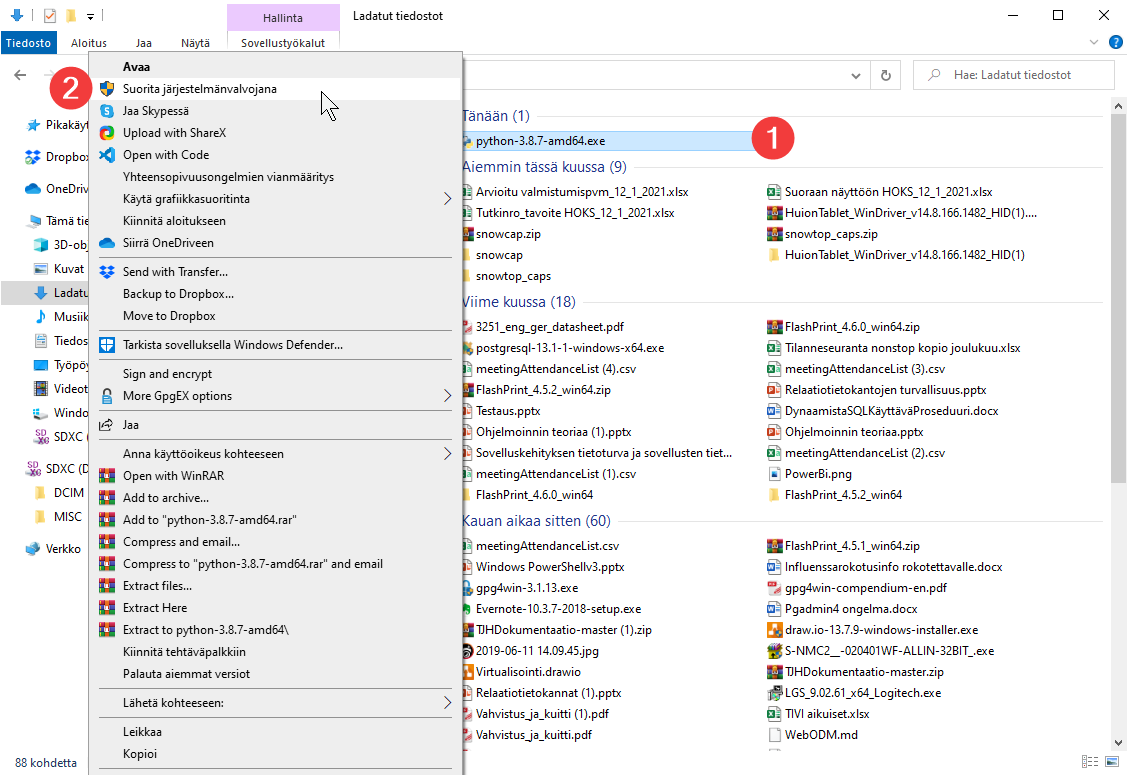 Hallinta
Ladatut tiedostot
Tiedosto
Aloitus
Jaa
Näytä
Sovellustyökalut
?
Hae: Ladatut tiedostot
Pikakäyt
Dropbo
OneDriv
Tämä tie
3D-obj
Kuvat
Ladatu
Musiik
Tiedos
Työpöy
Videot
Windo
SDXC (
SDXC (D
DCIM
MISC
Verkko
2
Avaa
Suorita järjestelmänvalvojana
Jaa Skypessä
Upload with ShareX
Open with Code
Yhteensopivuusongelmien vianmääritys
Käytä grafiikkasuoritinta
Kiinnitä aloitukseen
Siirrä OneDriveen
Send with Transfer...
Backup to Dropbox...
Move to Dropbox
Tarkista sovelluksella Windows Defender...
Sign and encrypt
More GpgEX options
Jaa
Anna käyttöoikeus kohteeseen
Open with WinRAR
Add to archive...
Add to "python-3.8.7-amd64.rar"
Compress and email...
Compress to "python-3.8.7-amd64.rar" and email
Extract files...
Extract Here
Extract to python-3.8.7-amd64\
Kiinnitä tehtäväpalkkiin
Palauta aiemmat versiot
Lähetä kohteeseen:
Leikkaa
Kopioi
Tänään (1)
python-3.8.7-amd64.exe
1
Aiemmin tässä kuussa (9)
Arvioitu valmistumispvm_12_1_2021.xlsx
Suoraan näyttöön HOKS_12_1_2021.xlsx
Tutkinro_tavoite HOKS_12_1_2021.xlsx
HuionTablet_WinDriver_v14.8.166.1482_HID(1)....
snowcap.zip
snowtop_caps.zip
snowcap
HuionTablet_WinDriver_v14.8.166.1482_HID(1)
snowtop_caps
Viime kuussa (18)
3251_eng_ger_datasheet.pdf
FlashPrint_4.6.0_win64.zip
postgresql-13.1-1-windows-x64.exe
Tilanneseuranta nonstop kopio joulukuu.xlsx
meetingAttendanceList (4).csv
meetingAttendanceList (3).csv
FlashPrint_4.5.2_win64.zip
Relaatiotietokantojen turvallisuus.pptx
Testaus.pptx
DynaamistaSQLKäyttäväProseduuri.docx
Ohjelmoinnin teoriaa (1).pptx
Ohjelmoinnin teoriaa.pptx
Sovelluskehityksen tietoturva ja sovellusten tiet...
meetingAttendanceList (2).csv
meetingAttendanceList (1).csv
PowerBi.png
FlashPrint_4.6.0_win64
FlashPrint_4.5.2_win64
Kauan aikaa sitten (60)
meetingAttendanceList.csv
FlashPrint_4.5.1_win64.zip
Windows PowerShellv3.pptx
Influenssarokotusinfo rokotettavalle.docx
gpg4win-3.1.13.exe
gpg4win-compendium-en.pdf
Evernote-10.3.7-2018-setup.exe
Pgadmin4 ongelma.docx
TJHDokumentaatio-master (1).zip
draw.io-13.7.9-windows-installer.exe
2019-06-11 14.09.45.jpg
S-NMC2__-020401WF-ALLIN-32BIT_.exe
Virtualisointi.drawio
TJHDokumentaatio-master.zip
Relaatiotietokannat (1).pptx
LGS_9.02.61_x64_Logitech.exe
Vahvistus_ja_kuitti (1).pdf
TIVI aikuiset.xlsx
Vahvistus_ja_kuitti.pdf
WebODM.md
88 kohdetta